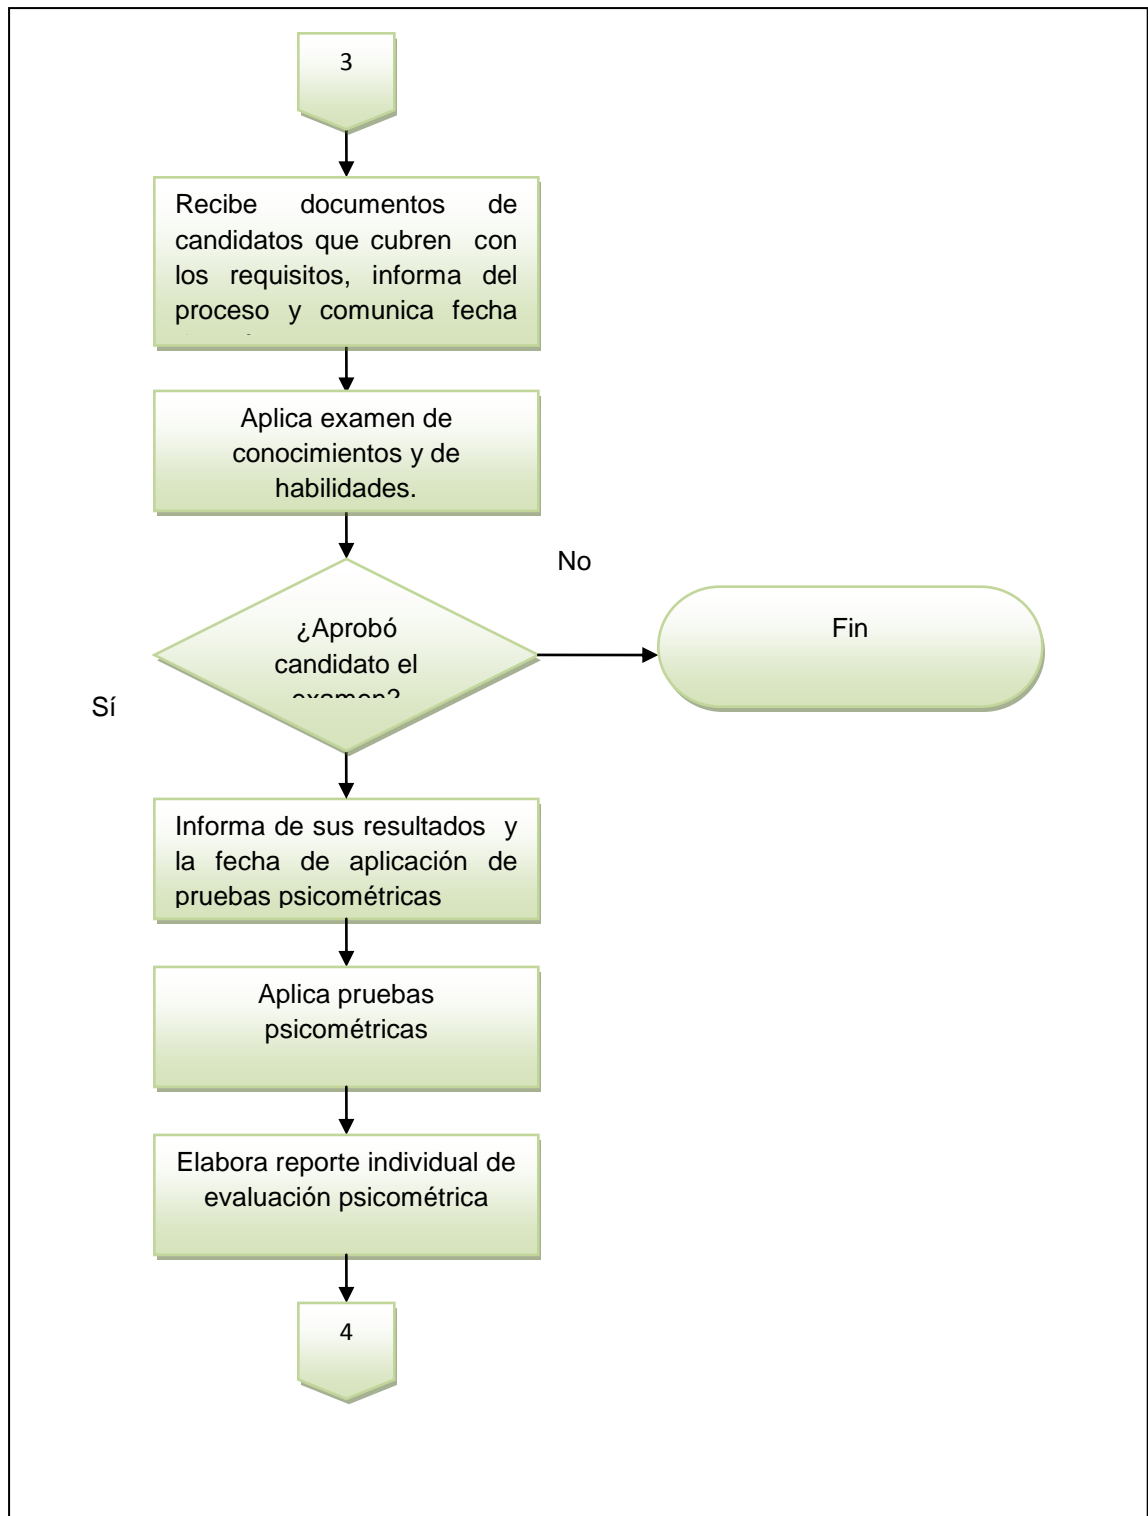 3
Recibe documentos de
candidatos que cubren con
los requisitos, informa del
proceso y comunica fecha
Aplica examen de
conocimientos y de
habilidades.
No
¿Aprobó
candidato el
examen?
Fin
Sí
Informa de sus resultados y
la fecha de aplicación de
pruebas psicométricas
Aplica pruebas
psicométricas
Elabora reporte individual de
evaluación psicométrica
4